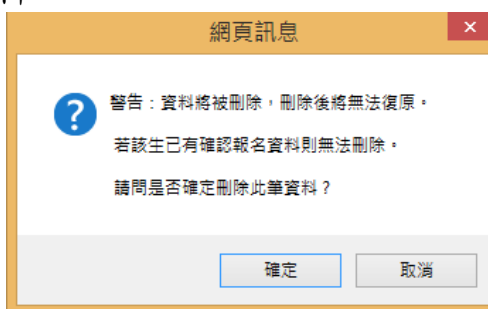 網頁訊息
警告：資料將被刪除，刪除後將無法復原。
若該生已有確認報名資料則無法刪除。
請問是否確定刪除此筆資料？
確定
取消